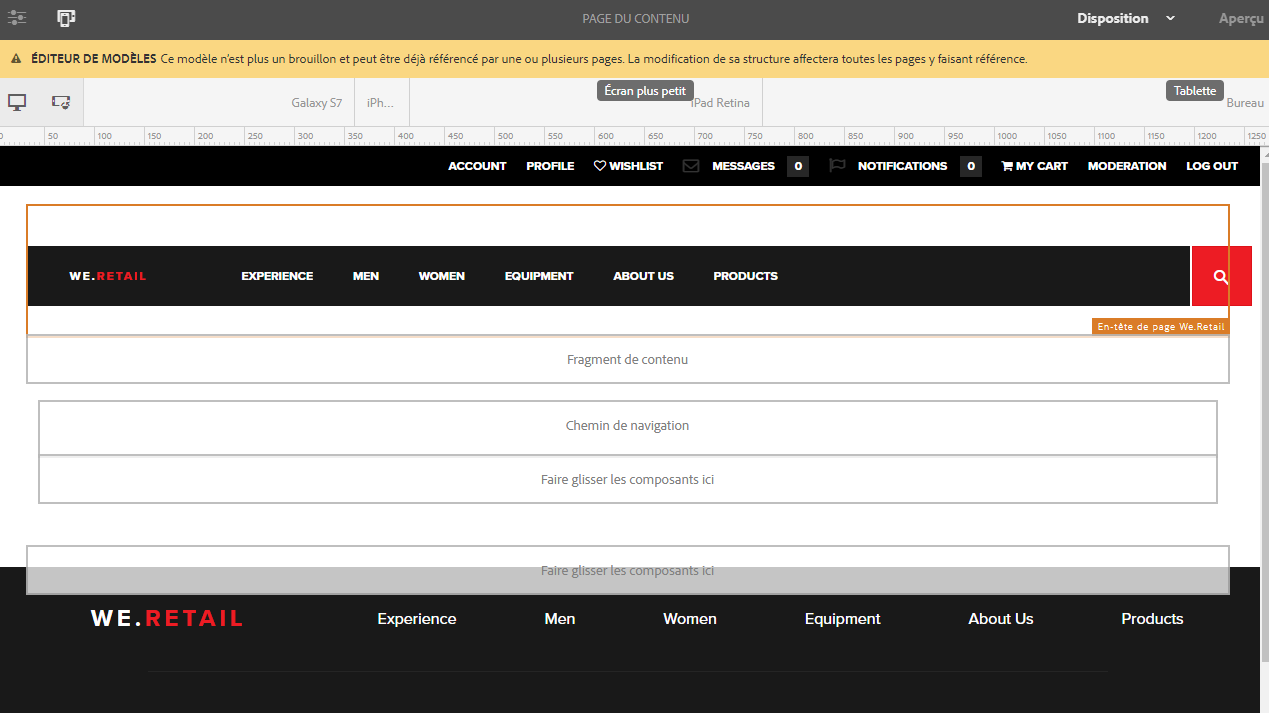 PAGE DU CONTENU Disposition Aperçu
ÉDITEUR DE MODÈLES Ce modèle n'est plus un brouillon et peut être déjà référencé par une ou plusieurs pages. La modification de sa structure affectera toutes les pages y faisant référence.
Écran plus petit Tablette
Galaxy S7 iPh... iPad Retina Bureau
0 50 100 150 200 250 300 350 400 450 500 550 600 650 700 750 800 850 900 950 1000 1050 1100 1150 1200 1250
ACCOUNT PROFILE WISHLIST MESSAGES 0 NOTIFICATIONS 0 MY CART MODERATION LOG OUT
WE.RETAIL EXPERIENCE MEN WOMEN EQUIPMENT ABOUT US PRODUCTS
En-tête de page We.Retail
Fragment de contenu
Chemin de navigation
Faire glisser les composants ici
Faire glisser les composants ici
WE.RETAIL Experience Men Women Equipment About Us Products